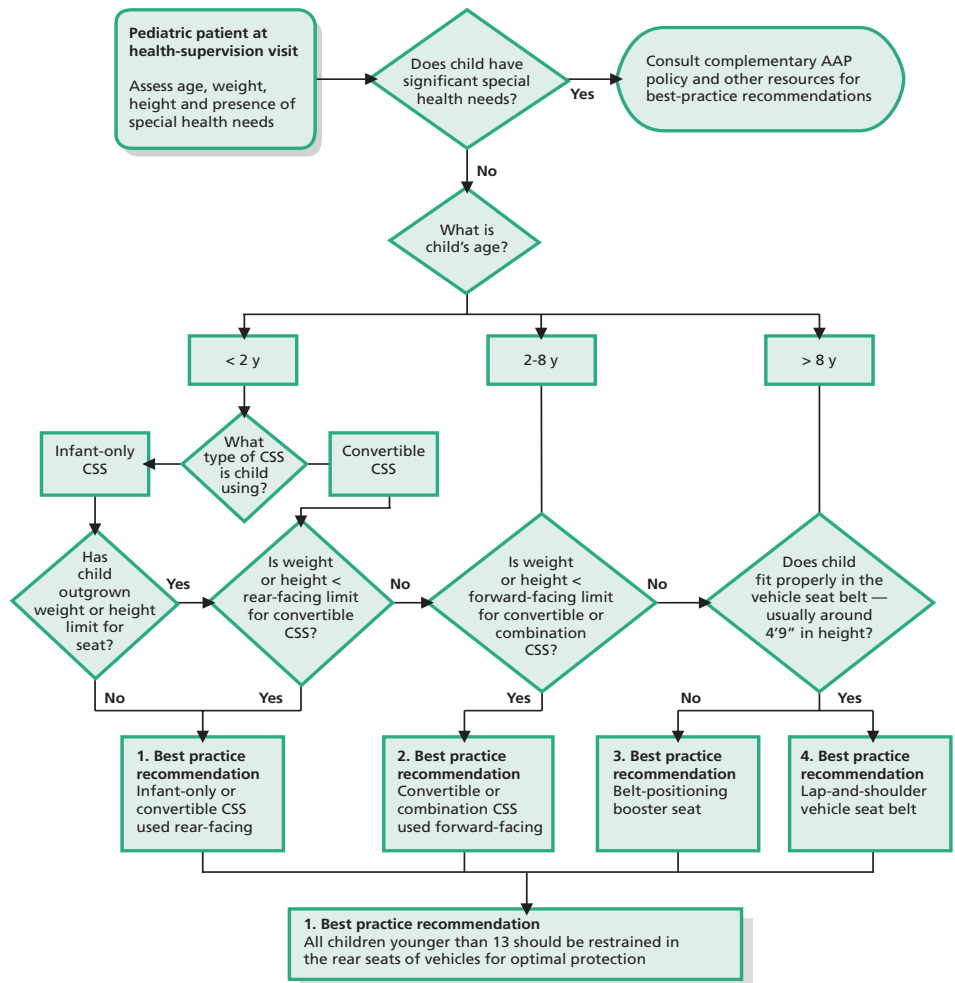 Pediatric patient at
health-supervision visit
Assess age, weight,
height and presence of
special health needs
Does child have
significant special
health needs?
Yes
Consult complementary AAP
policy and other resources for
best-practice recommendations
No
What is
child's age?
< 2 y
2-8 y
> 8 y
Infant-only
CSS
What
type of CSS
is child
using?
Convertible
CSS
Has
child
outgrown
weight or height
limit for
seat?
Yes
Is weight
or height <
rear-facing limit
for convertible
CSS?
No
Is weight
or height <
forward-facing limit
for convertible or
combination
CSS?
No
Does child
fit properly in the
vehicle seat belt —
usually around
4'9” in height?
No
Yes
Yes
No
Yes
1. Best practice
recommendation
Infant-only or
convertible CSS
used rear-facing
2. Best practice
recommendation
Convertible or
combination CSS
used forward-facing
3. Best practice
recommendation
Belt-positioning
booster seat
4. Best practice
recommendation
Lap-and-shoulder
vehicle seat belt
1. Best practice recommendation
All children younger than 13 should be restrained in
the rear seats of vehicles for optimal protection